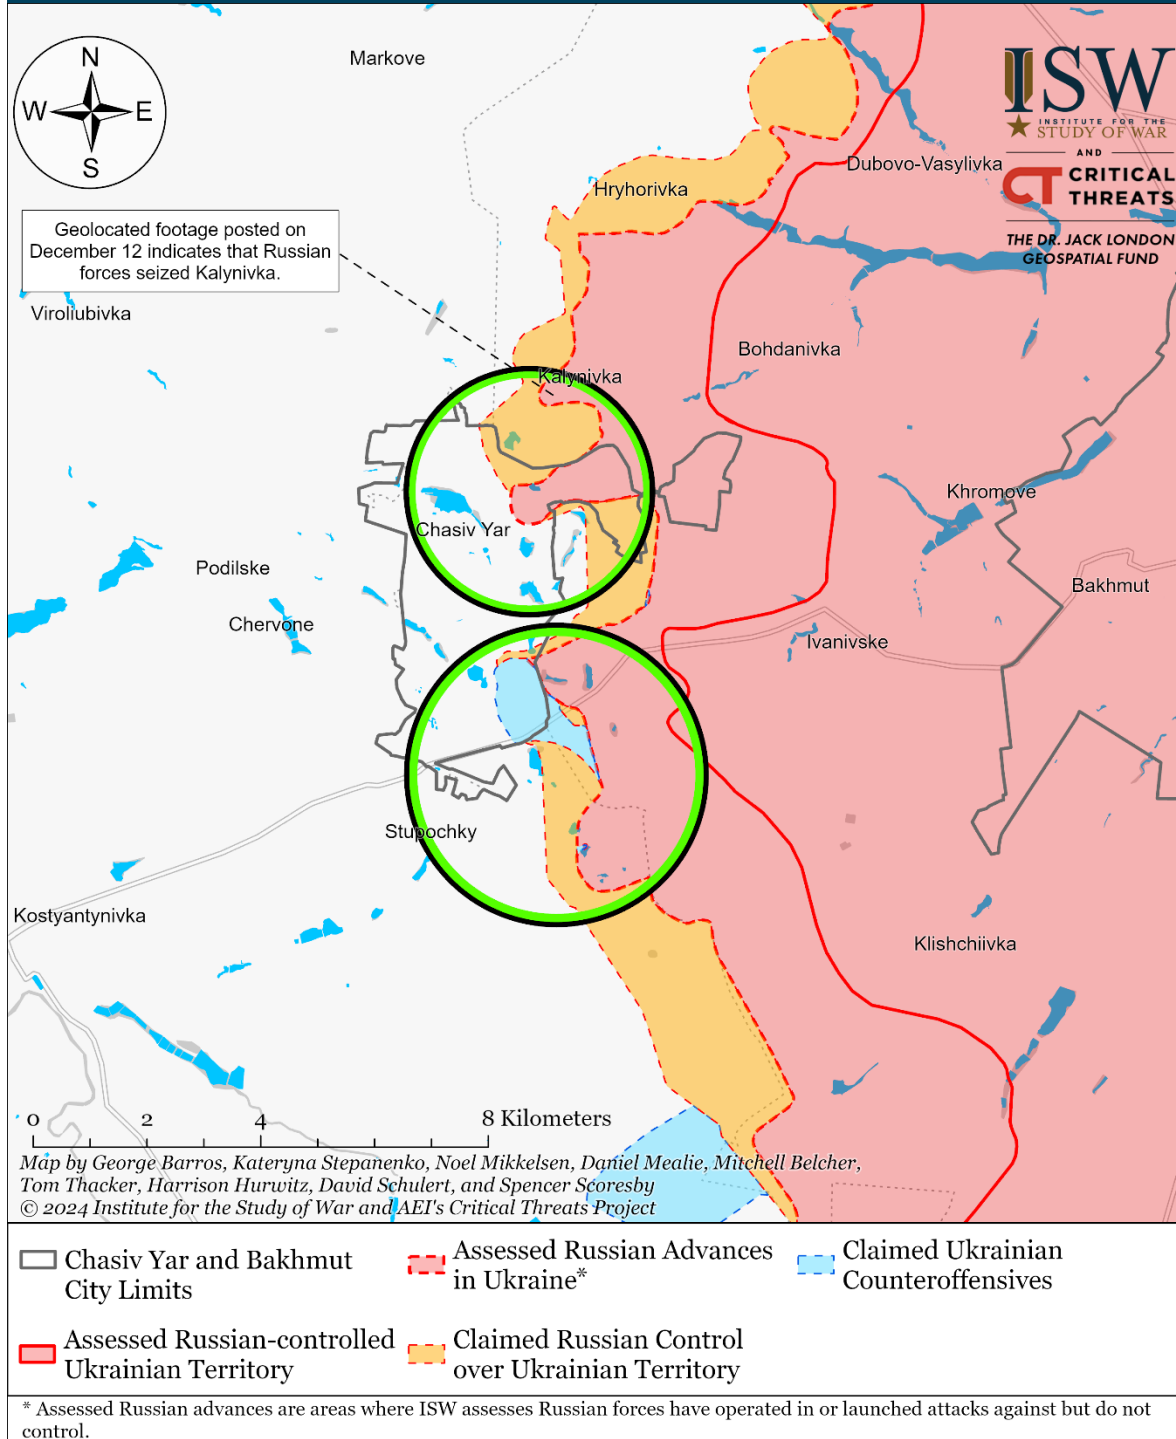 N
W E
S
Markove
ISW
INSTITUTE FOR THE
STUDY OF WAR
AND
CT CRITICAL
THREATS
THE DR. JACK LONDON
GEOSPATIAL FUND
Dubovo-Vasylivka
Hryhorivka
Geolocated footage posted on
December 12 indicates that Russian
forces seized Kalynivka.
Viroliubivka
Bohdanivka
Kalynivka
Khromove
Chasiv Yar
Podilske
Bakhmut
Chervone
Ivanivske
Stupochky
Kostyantynivka
Klishchiivka
0 2 4 8 Kilometers
Map by George Barros, Kateryna Stepanenko, Noel Mikkelsen, Daniel Mealie, Mitchell Belcher,
Tom Thacker, Harrison Hurwitz, David Schulert, and Spencer Scoresby
© 2024 Institute for the Study of War and AEI's Critical Threats Project
Chasiv Yar and Bakhmut
City Limits
Assessed Russian Advances
in Ukraine*
Claimed Ukrainian
Counteroffensives
Assessed Russian-controlled
Ukrainian Territory
Claimed Russian Control
over Ukrainian Territory
* Assessed Russian advances are areas where ISW assesses Russian forces have operated in or launched attacks against but do not
control.